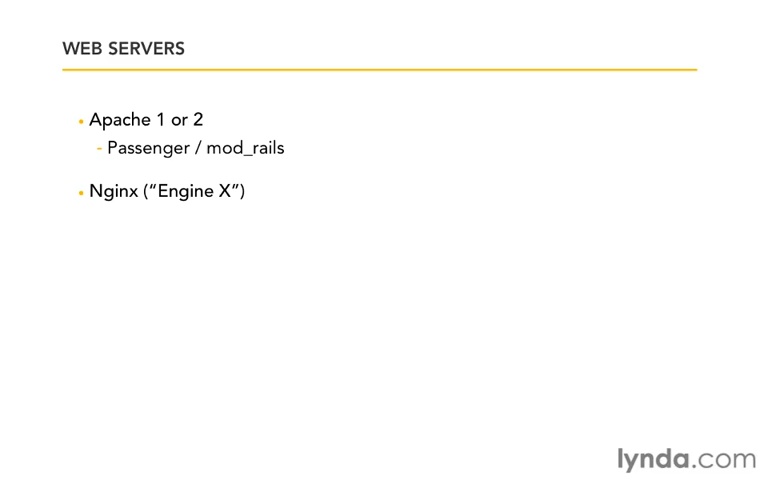 WEB SERVERS
• Apache 1 or 2
- Passenger / mod_rails
• Nginx (“Engine X”)
lynda.com